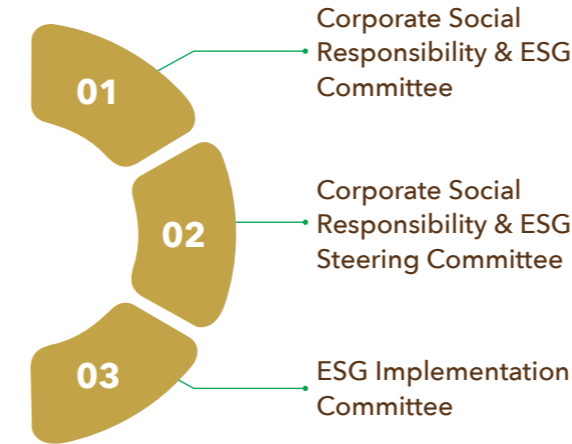 01
Corporate Social
Responsibility & ESG
Committee
02
Corporate Social
Responsibility & ESG
Steering Committee
03
ESG Implementation
Committee